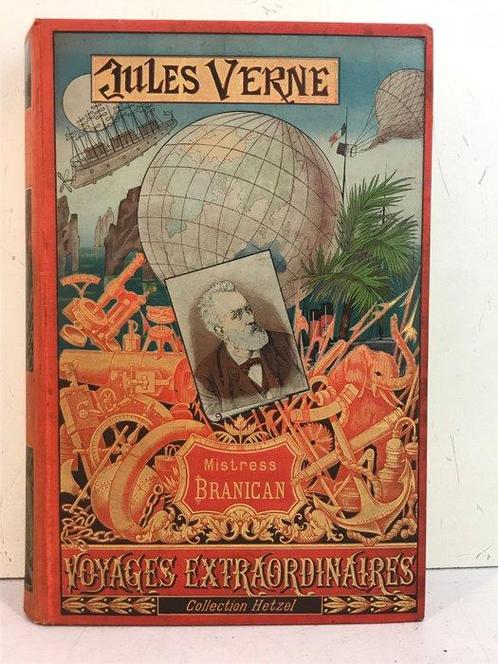 JULES VERNE
Mistress
BRANICAN
VOYAGES EXTRAORDINAIRES
Collection Hetzel